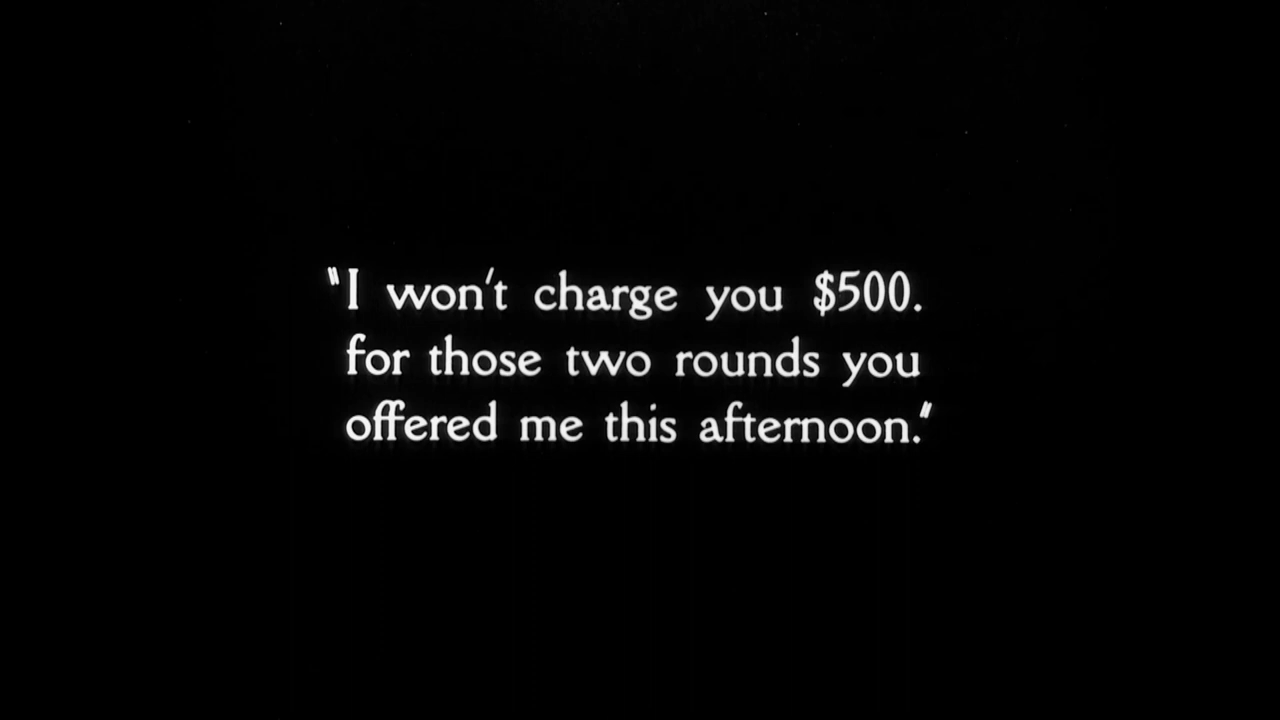 "I won't charge you $500.
for those two rounds you
offered me this afternoon."